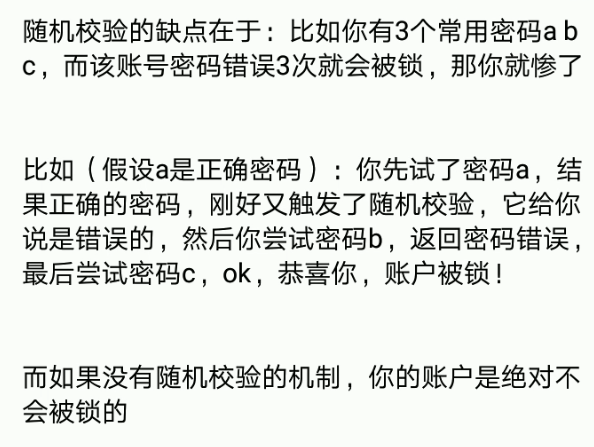 随机校验的缺点在于：比如你有3个常用密码a b
c，而该账号密码错误3次就会被锁，那你就惨了
比如（假设a是正确密码）：你先试了密码a，结
果正确的密码，刚好又触发了随机校验，它给你
说是错误的，然后你尝试密码b，返回密码错误，
最后尝试密码c，ok，恭喜你，账户被锁！
而如果没有随机校验的机制，你的账户是绝对不
会被锁的